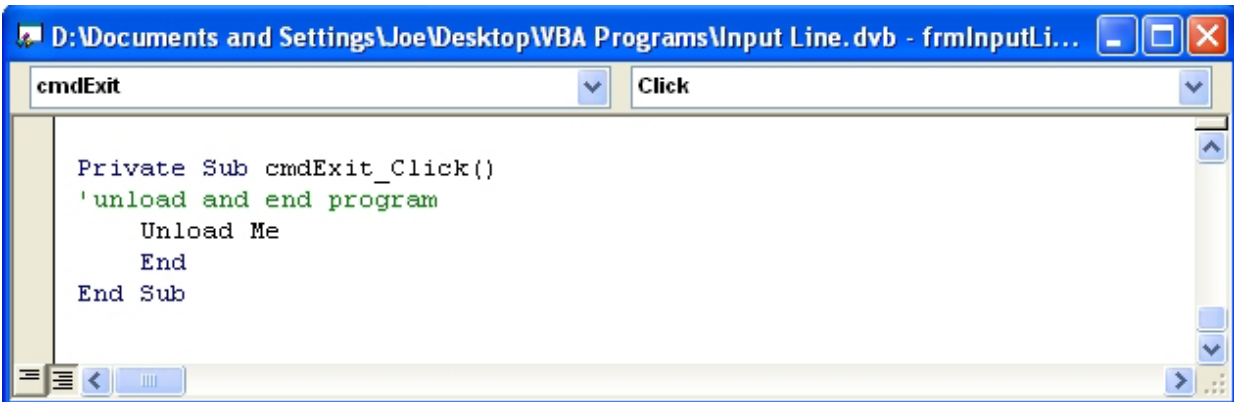 D:\Documents and Settings\Joe\Desktop\VBA Programs\Input Line.dvb - frmInputLi...
cmdExit
Click
Private Sub cmdExit_Click()
'unload and end program
    Unload Me
    End
End Sub